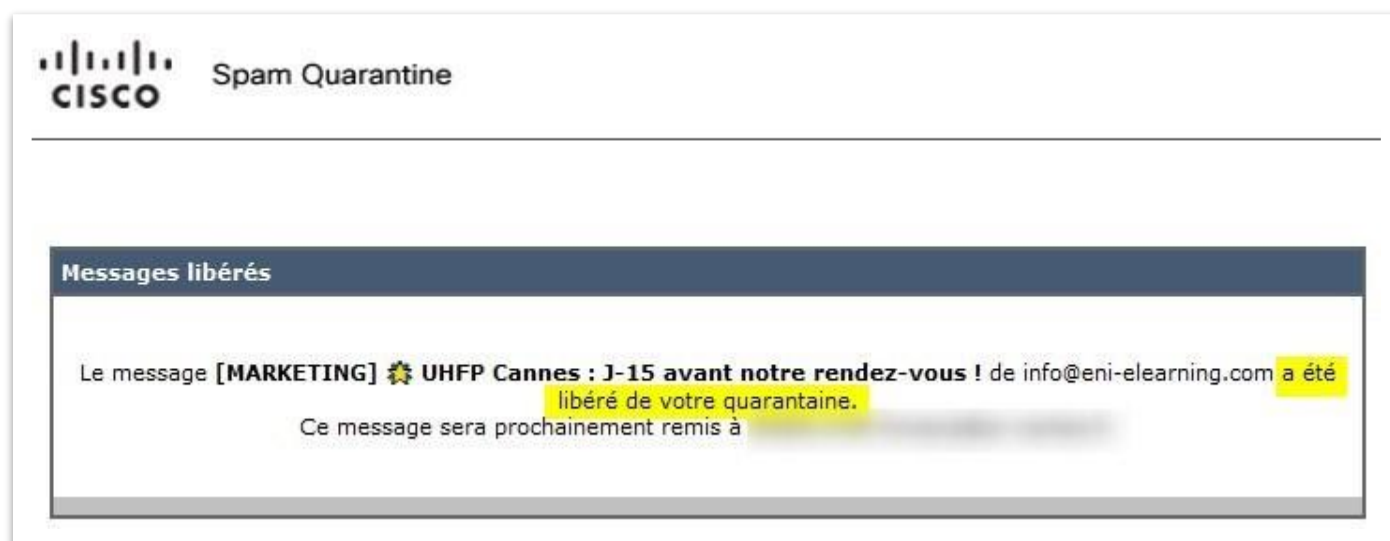 CISCO
Spam Quarantine
Messages libérés
Le message [MARKETING] UHFP Cannes : J-15 avant notre rendez-vous ! de info@eni-elearning.com a été
libéré de votre quarantaine.
Ce message sera prochainement remis à